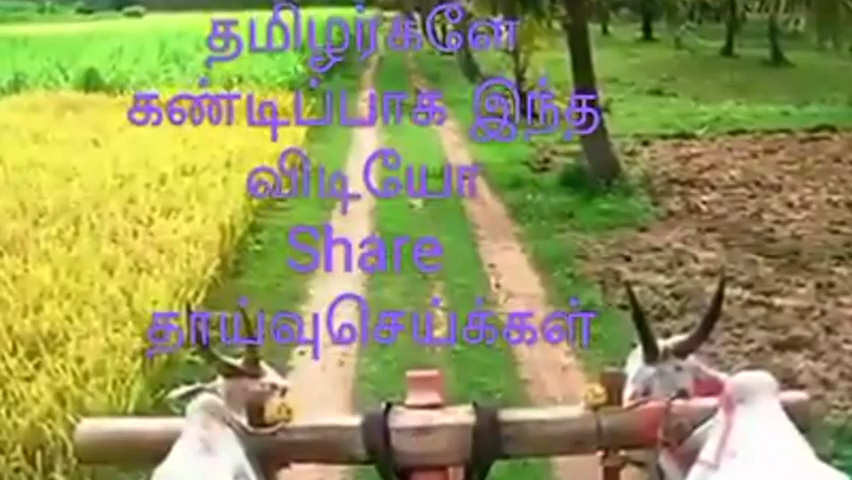 தமிழர்களே
கண்டிப்பாக இந்த
விடியோ
Share
தாய்வுசெய்க்கள்